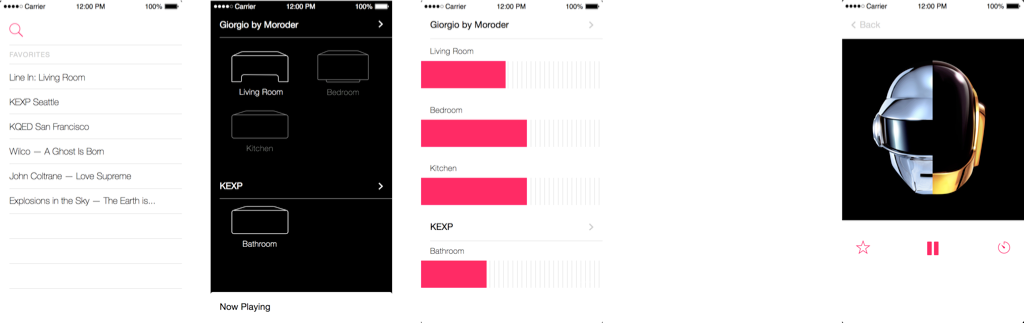 Carrier 12:00 PM 100%
FAVORITES
Line In: Living Room
KEXP Seattle
KQED San Francisco
Wilco — A Ghost Is Born
John Coltrane — Love Supreme
Explosions in the Sky — The Earth is...
Carrier 12:00 PM 100%
Giorgio by Moroder
Living Room Bedroom
Kitchen
KEXP
Bathroom
Now Playing
Carrier 12:00 PM 100%
Giorgio by Moroder
Living Room
Bedroom
Kitchen
KEXP
Bathroom
Carrier 12:00 PM 100%
Back